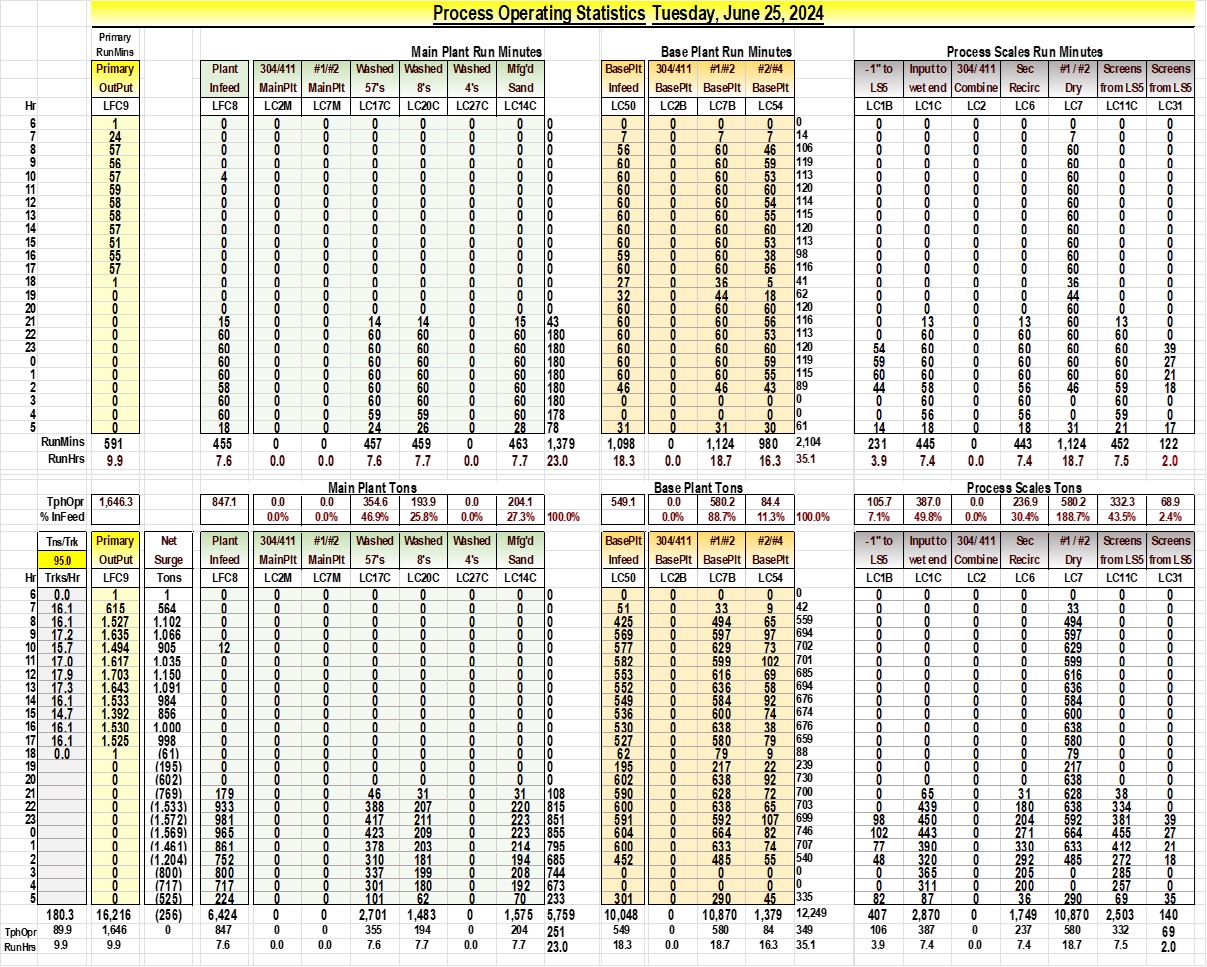 Process Operating Statistics Tuesday, June 25, 2024
Primary
RunMins Main Plant Run Minutes Base Plant Run Minutes Process Scales Run Minutes
Primary Plant 304/411 #1/#2 Washed Washed Washed Mfg'd BasePlt 304/411 #1/#2 #2/#4 -1" to Input to 304/ 411 Sec #1 / #2 Screens Screens
OutPut Infeed MainPlt MainPlt 57's 8's 4's Sand Infeed BasePlt BasePlt BasePlt LS5 wet end Combine Recirc Dry from LS5 from LS5
Hr LFC9 LFC8 LC2M LC7M LC17C LC20C LC27C LC14C LC50 LC2B LC7B LC54 LC1B LC1C LC2 LC6 LC7 LC11C LC31
6 1 0 0 0 0 0 0 0 0 0 0 0 0 0 0 0 0 0 0 0 0
7 24 0 0 0 0 0 0 0 0 7 0 7 7 14 0 0 0 0 7 0 0
8 57 0 0 0 0 0 0 0 0 56 0 60 46 106 0 0 0 0 60 0 0
9 56 0 0 0 0 0 0 0 0 60 0 60 59 119 0 0 0 0 60 0 0
10 57 4 0 0 0 0 0 0 0 60 0 60 53 113 0 0 0 0 60 0 0
11 59 0 0 0 0 0 0 0 0 60 0 60 60 120 0 0 0 0 60 0 0
12 58 0 0 0 0 0 0 0 0 60 0 60 54 114 0 0 0 0 60 0 0
13 58 0 0 0 0 0 0 0 0 60 0 60 55 115 0 0 0 0 60 0 0
14 57 0 0 0 0 0 0 0 0 60 0 60 60 120 0 0 0 0 60 0 0
15 51 0 0 0 0 0 0 0 0 60 0 60 53 113 0 0 0 0 60 0 0
16 55 0 0 0 0 0 0 0 0 59 0 60 38 98 0 0 0 0 60 0 0
17 57 0 0 0 0 0 0 0 0 60 0 60 56 116 0 0 0 0 60 0 0
18 1 0 0 0 0 0 0 0 0 27 0 36 5 41 0 0 0 0 36 0 0
19 0 0 0 0 0 0 0 0 0 32 0 44 18 62 0 0 0 0 44 0 0
20 0 0 0 0 0 0 0 0 0 60 0 60 60 120 0 0 0 0 60 0 0
21 0 15 0 0 14 14 0 15 43 60 0 60 56 116 0 13 0 13 60 13 0
22 0 60 0 0 60 60 0 60 180 60 0 60 53 113 0 60 0 60 60 60 0
23 0 60 0 0 60 60 0 60 180 60 0 60 60 120 54 60 0 60 60 60 39
0 0 60 0 0 60 60 0 60 180 60 0 60 59 119 59 60 0 60 60 60 27
1 0 60 0 0 60 60 0 60 180 60 0 60 55 115 60 60 0 60 60 60 21
2 0 58 0 0 60 60 0 60 180 46 0 46 43 89 44 58 0 56 46 59 18
3 0 60 0 0 60 60 0 60 180 0 0 0 0 0 0 60 0 60 0 60 0
4 0 60 0 0 59 59 0 60 178 0 0 0 0 0 0 56 0 56 0 59 0
5 0 18 0 0 24 26 0 28 78 31 0 31 30 61 14 18 0 18 31 21 17
RunMins 591 455 0 0 457 459 0 463 1,379 1,098 0 1,124 980 2,104 231 445 0 443 1,124 452 122
RunHrs 9.9 7.6 0.0 0.0 7.6 7.7 0.0 7.7 23.0 18.3 0.0 18.7 16.3 35.1 3.9 7.4 0.0 7.4 18.7 7.5 2.0
Main Plant Tons Base Plant Tons Process Scales Tons
TphOpr 1,646.3 847.1 0.0 0.0 354.6 193.9 0.0 204.1 549.1 0.0 580.2 84.4 105.7 387.0 0.0 236.9 580.2 332.3 68.9
% InFeed 0.0% 0.0% 46.9% 25.8% 0.0% 27.3% 100.0% 0.0% 88.7% 11.3% 100.0% 7.1% 49.8% 0.0% 30.4% 188.7% 43.5% 2.4%
Tns/Trk Primary Net Plant 304/411 #1/#2 Washed Washed Washed Mfg'd BasePlt 304/411 #1/#2 #2/#4 -1" to Input to 304/ 411 Sec #1 / #2 Screens Screens
95.0 OutPut Surge Infeed MainPlt MainPlt 57's 8's 4's Sand Infeed BasePlt BasePlt BasePlt LS5 wet end Combine Recirc Dry from LS5 from LS5
Hr Trks/Hr LFC9 Tons LFC8 LC2M LC7M LC17C LC20C LC27C LC14C LC50 LC2B LC7B LC54 LC1B LC1C LC2 LC6 LC7 LC11C LC31
6 0.0 1 1 0 0 0 0 0 0 0 0 0 0 0 0 0 0 0 0 0 0 0 0
7 16.1 615 564 0 0 0 0 0 0 0 0 51 0 33 9 42 0 0 0 0 33 0 0
8 16.1 1.527 1.102 0 0 0 0 0 0 0 0 425 0 494 65 559 0 0 0 0 494 0 0
9 17.2 1.635 1.066 0 0 0 0 0 0 0 0 569 0 597 97 694 0 0 0 0 597 0 0
10 15.7 1.494 905 12 0 0 0 0 0 0 0 577 0 629 73 702 0 0 0 0 629 0 0
11 17.0 1.617 1.035 0 0 0 0 0 0 0 0 582 0 599 102 701 0 0 0 0 599 0 0
12 17.9 1.703 1.150 0 0 0 0 0 0 0 0 553 0 616 69 685 0 0 0 0 616 0 0
13 17.3 1.643 1.091 0 0 0 0 0 0 0 0 552 0 636 58 694 0 0 0 0 636 0 0
14 16.1 1.533 984 0 0 0 0 0 0 0 0 549 0 584 92 676 0 0 0 0 584 0 0
15 14.7 1.392 856 0 0 0 0 0 0 0 0 536 0 600 74 674 0 0 0 0 600 0 0
16 16.1 1.530 1.000 0 0 0 0 0 0 0 0 530 0 638 38 676 0 0 0 0 638 0 0
17 16.1 1.525 998 0 0 0 0 0 0 0 0 527 0 580 79 659 0 0 0 0 580 0 0
18 0.0 1 (61) 0 0 0 0 0 0 0 0 62 0 79 9 88 0 0 0 0 79 0 0
19 0 (195) 0 0 0 0 0 0 0 0 195 0 217 22 239 0 0 0 0 217 0 0
20 0 (602) 0 0 0 0 0 0 0 0 602 0 638 92 730 0 0 0 0 638 0 0
21 0 (769) 179 0 0 46 31 0 31 108 590 0 628 72 700 0 65 0 31 628 38 0
22 0 (1.533) 933 0 0 388 207 0 220 815 600 0 638 65 703 0 439 0 180 638 334 0
23 0 (1.572) 981 0 0 417 211 0 223 851 591 0 592 107 699 98 450 0 204 592 381 39
0 0 (1.569) 965 0 0 423 209 0 223 855 604 0 664 82 746 102 443 0 271 664 455 27
1 0 (1.461) 861 0 0 378 203 0 214 795 600 0 633 74 707 77 390 0 330 633 412 21
2 0 (1.204) 752 0 0 310 181 0 194 685 452 0 485 55 540 48 320 0 292 485 272 18
3 0 (800) 800 0 0 337 199 0 208 744 0 0 0 0 0 0 365 0 205 0 285 0
4 0 (717) 717 0 0 301 180 0 192 673 0 0 0 0 0 0 311 0 200 0 257 0
5 0 (525) 224 0 0 101 62 0 70 233 301 0 290 45 335 82 87 0 36 290 69 35
180.3 16,216 (256) 6,424 0 0 2,701 1,483 0 1,575 5,759 10,048 0 10,870 1,379 12,249 407 2,870 0 1,749 10,870 2,503 140
TphOpr 89.9 1,646 0 847 0 0 355 194 0 204 251 549 0 580 84 349 106 387 0 237 580 332 69
RunHrs 9.9 9.9 7.6 0.0 0.0 7.6 7.7 0.0 7.7 23.0 18.3 0.0 18.7 16.3 35.1 3.9 7.4 0.0 7.4 18.7 7.5 2.0